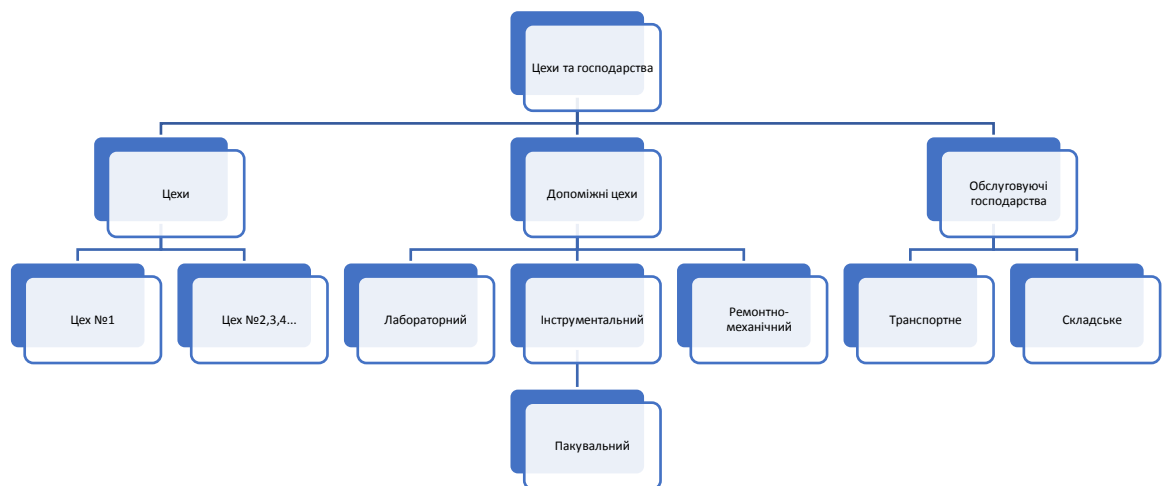 Цехи та господарства
Цехи
Допоміжні цехи
Обслуговуючі
господарства
Цех №1
Цех №2,3,4...
Лабораторний
Інструментальний
Ремонтно-
механічний
Транспортне
Складське
Пакувальний